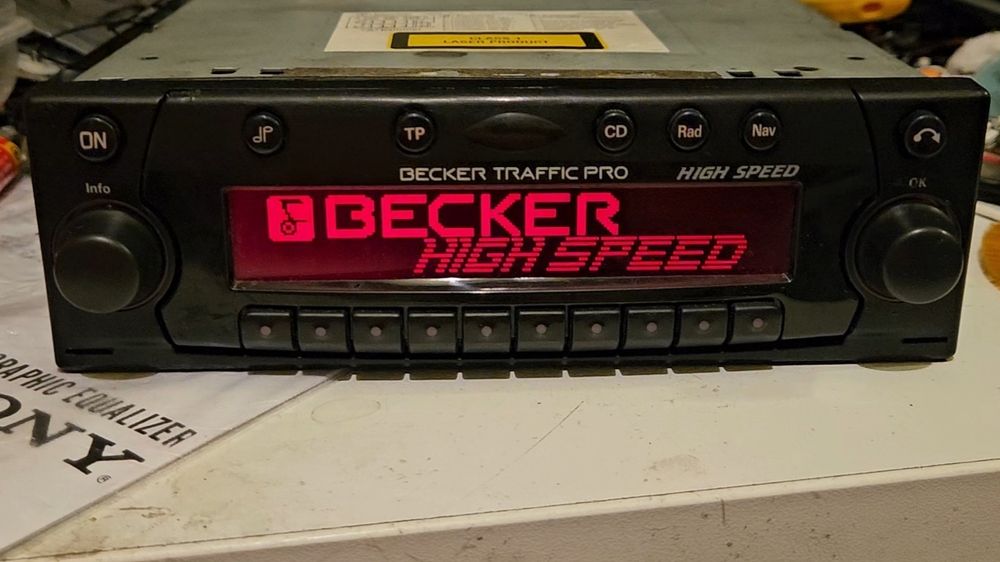 CLASS 1
LASER PRODUCT
ON
TP
CD
Rad
Nav
BECKER TRAFFIC PRO
HIGH SPEED
Info
OK
BECKER
HIGH SPEED
GRAPHIC EQUALIZER
ONY®